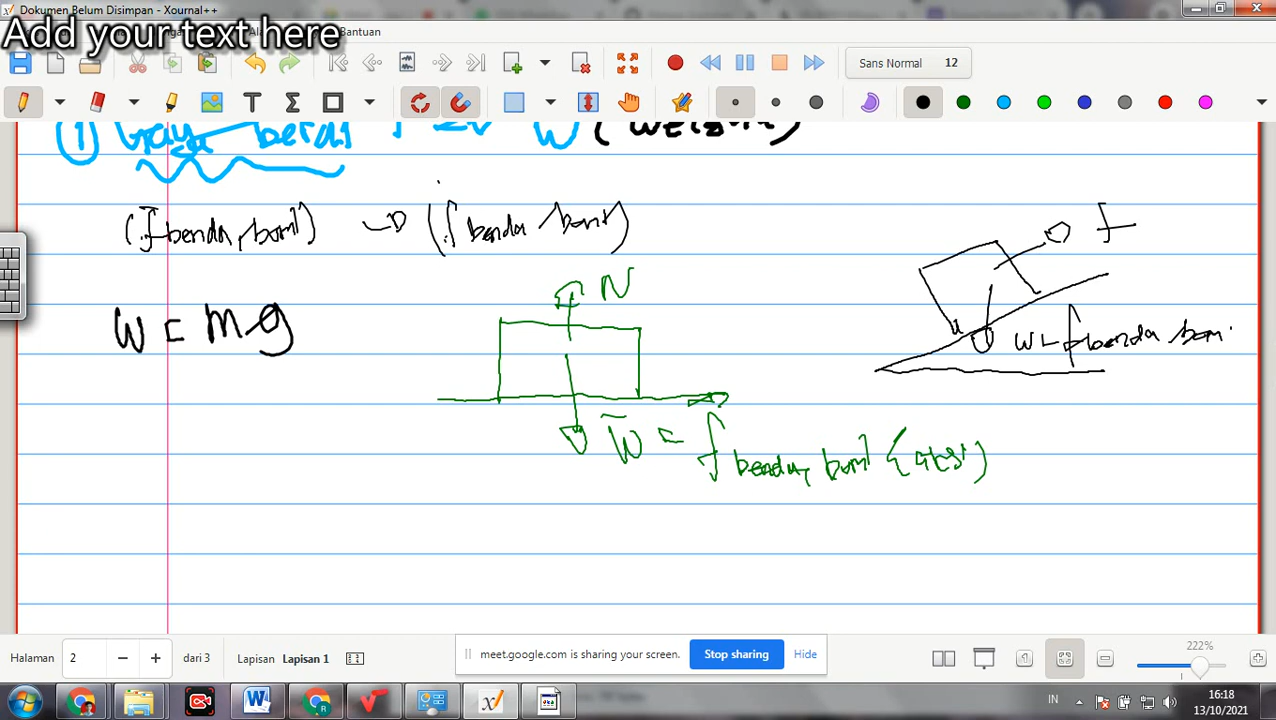 Dokumen Belum Disimpan - Xournal++
Add your text here
Bantuan
Sans Normal 12
① Gaya berat W (WEIGHT)
(f benda, bumi) → (f benda bumi)
N
f
W = mg
W = f benda bumi
W = f benda, bumi (aksi)
meet.google.com is sharing your screen. Stop sharing Hide
Halaman 2 dari 3 Lapisan Lapisan 1 222%
IN 16:18
13/10/2021